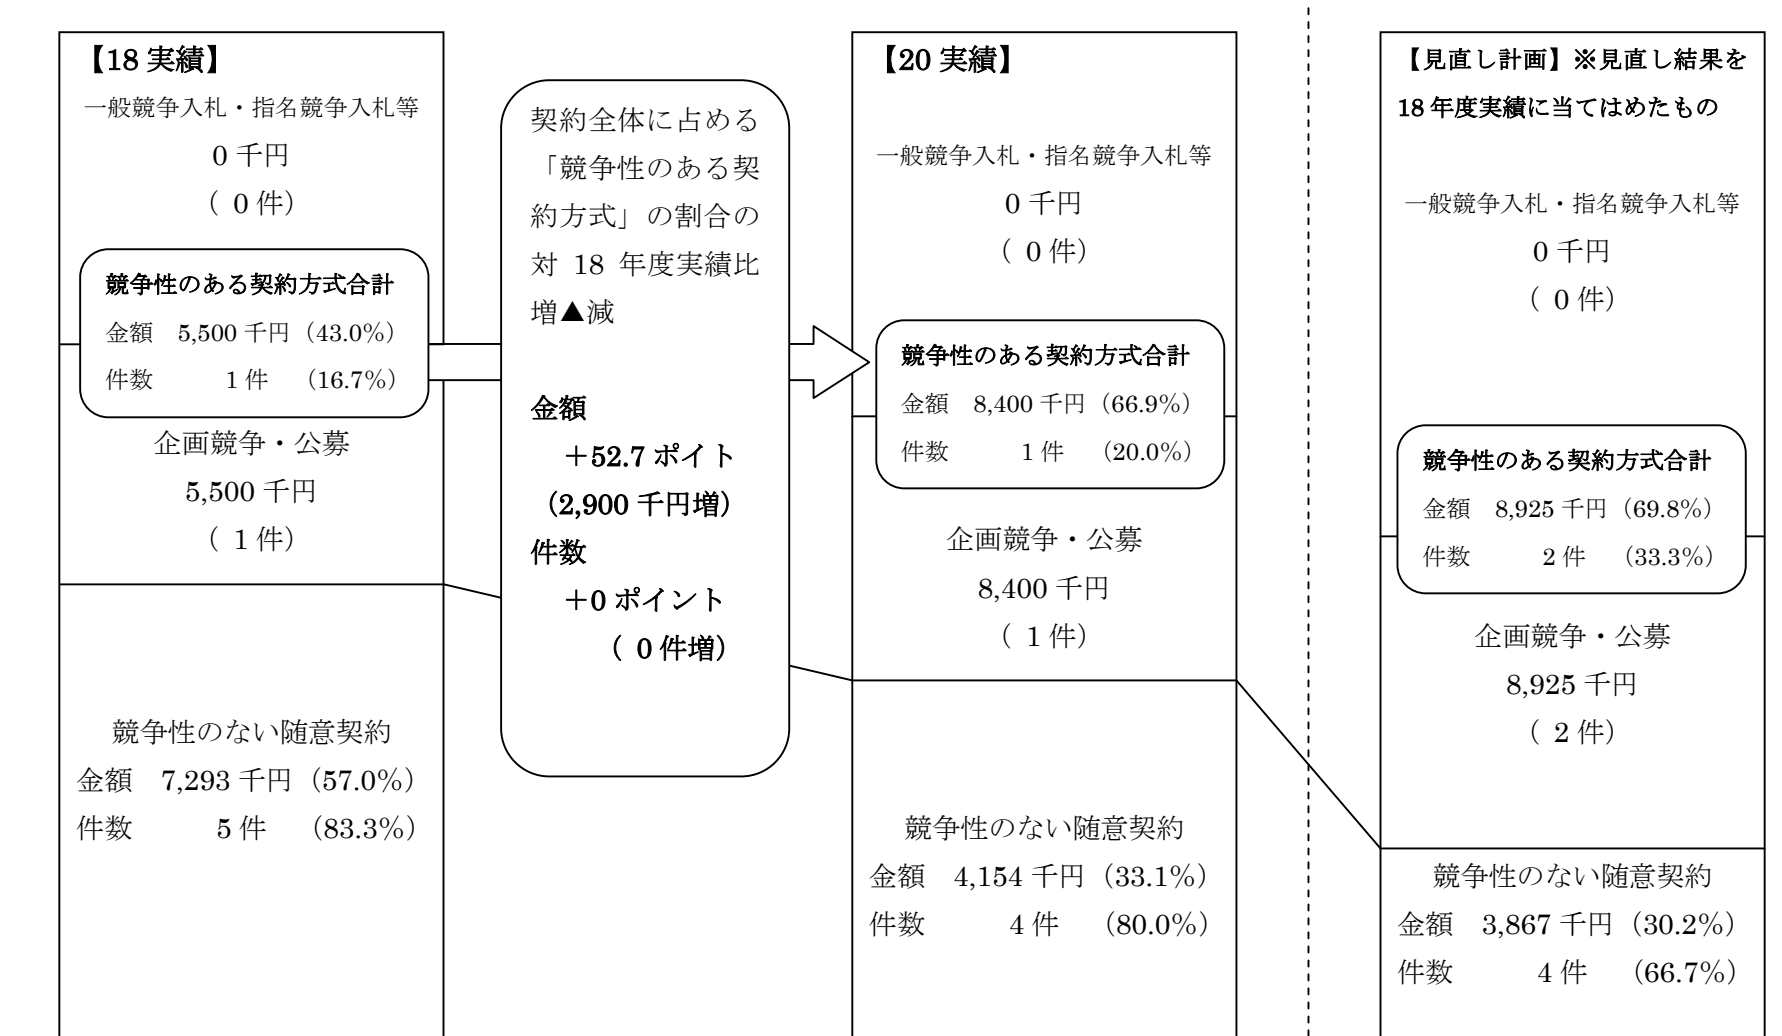 【18 実績】
一般競争入札・指名競争入札等
0 千円
（ 0 件）
競争性のある契約方式合計
金額 5,500 千円（43.0%）
件数 1 件 （16.7%）
企画競争・公募
5,500 千円
（ 1 件）
競争性のない随意契約
金額 7,293 千円（57.0%）
件数 5 件 （83.3%）
契約全体に占める
「競争性のある契
約方式」の割合の
対 18 年度実績比
増▲減
金額
＋52.7 ポイト
（2,900 千円増）
件数
＋0 ポイント
（ 0 件増）
【20 実績】
一般競争入札・指名競争入札等
0 千円
（ 0 件）
競争性のある契約方式合計
金額 8,400 千円（66.9%）
件数 1 件 （20.0%）
企画競争・公募
8,400 千円
（ 1 件）
競争性のない随意契約
金額 4,154 千円（33.1%）
件数 4 件 （80.0%）
【見直し計画】※見直し結果を
18 年度実績に当てはめたもの
一般競争入札・指名競争入札等
0 千円
（ 0 件）
競争性のある契約方式合計
金額 8,925 千円（69.8%）
件数 2 件 （33.3%）
企画競争・公募
8,925 千円
（ 2 件）
競争性のない随意契約
金額 3,867 千円（30.2%）
件数 4 件 （66.7%）